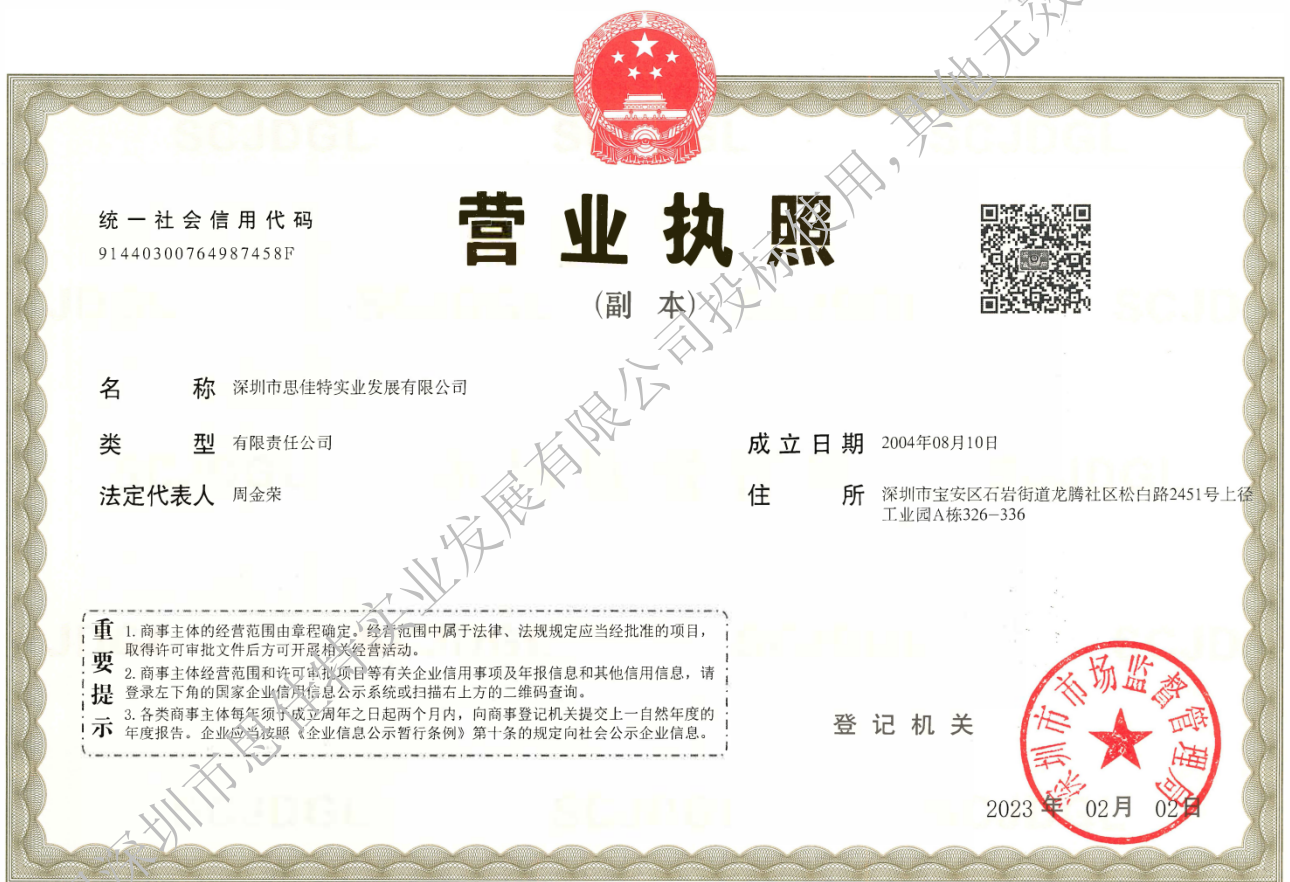 营业执照
(副 本)
统一社会信用代码
91440300764987458F
名 称 深圳市思佳特实业发展有限公司
类 型 有限责任公司
法定代表人 周金荣
成立日期 2004年08月10日
住 所 深圳市宝安区石岩街道龙腾社区松白路2451号上径
工业园A栋326-336
重要提示
1. 商事主体的经营范围由章程确定。经营范围中属于法律、法规规定应当经批准的项目，
取得许可审批文件后方可开展相关经营活动。
2. 商事主体经营范围和许可审批项目等有关企业信用事项及年报信息和其他信用信息，请
登录左下角的国家企业信用信息公示系统或扫描右上方的二维码查询。
3. 各类商事主体每年须于成立周年之日起两个月内，向商事登记机关提交上一自然年度的
年度报告。企业应当按照《企业信息公示暂行条例》第十条的规定向社会公示企业信息。
登记机关
深圳市市场监督管理局
2023 年 02月 02日
深圳市思佳特实业发展有限公司投标使用，其他无效